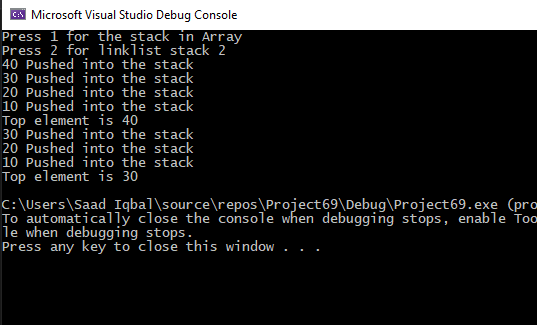 Microsoft Visual Studio Debug Console
Press 1 for the stack in Array
Press 2 for linklist stack 2
40 Pushed into the stack
30 Pushed into the stack
20 Pushed into the stack
10 Pushed into the stack
Top element is 40
30 Pushed into the stack
20 Pushed into the stack
10 Pushed into the stack
Top element is 30
C:\Users\Saad Iqbal\source\repos\Project69\Debug\Project69.exe (pro
To automatically close the console when debugging stops, enable Too
le when debugging stops.
Press any key to close this window . . .